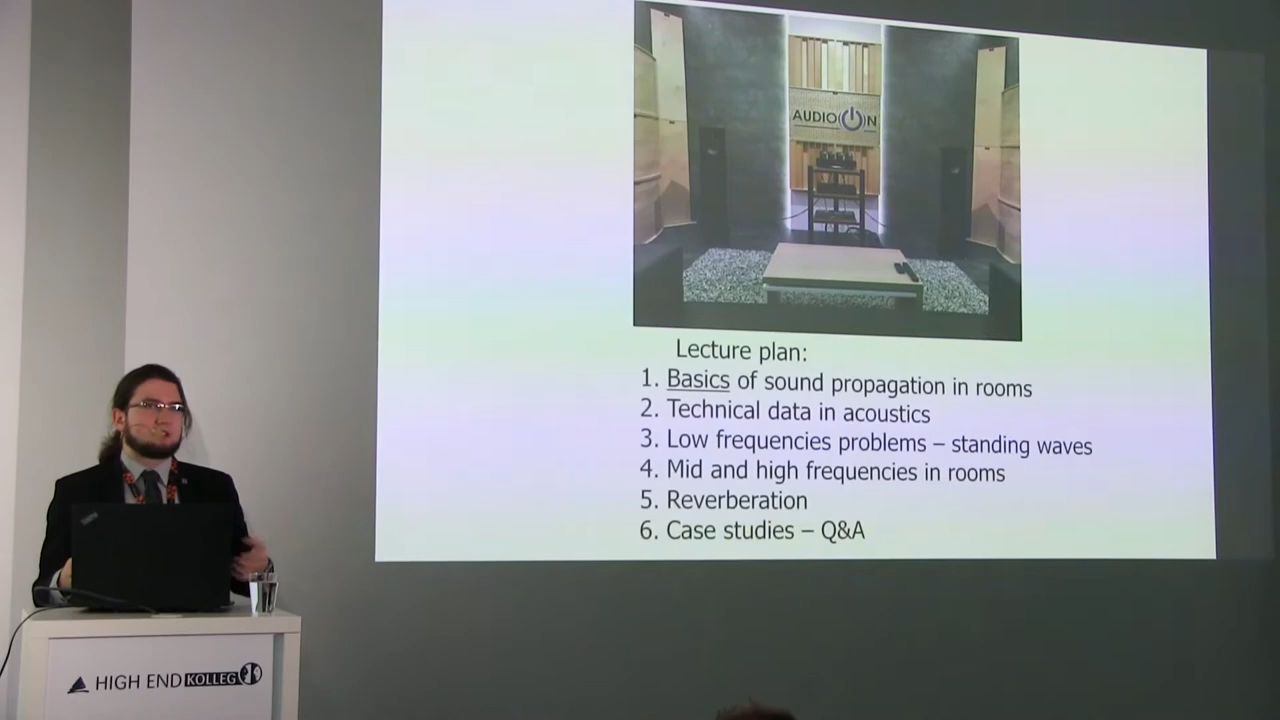 AUDIO ON
Lecture plan:
1. Basics of sound propagation in rooms
2. Technical data in acoustics
3. Low frequencies problems – standing waves
4. Mid and high frequencies in rooms
5. Reverberation
6. Case studies – Q&A
HIGH END KOLLEG